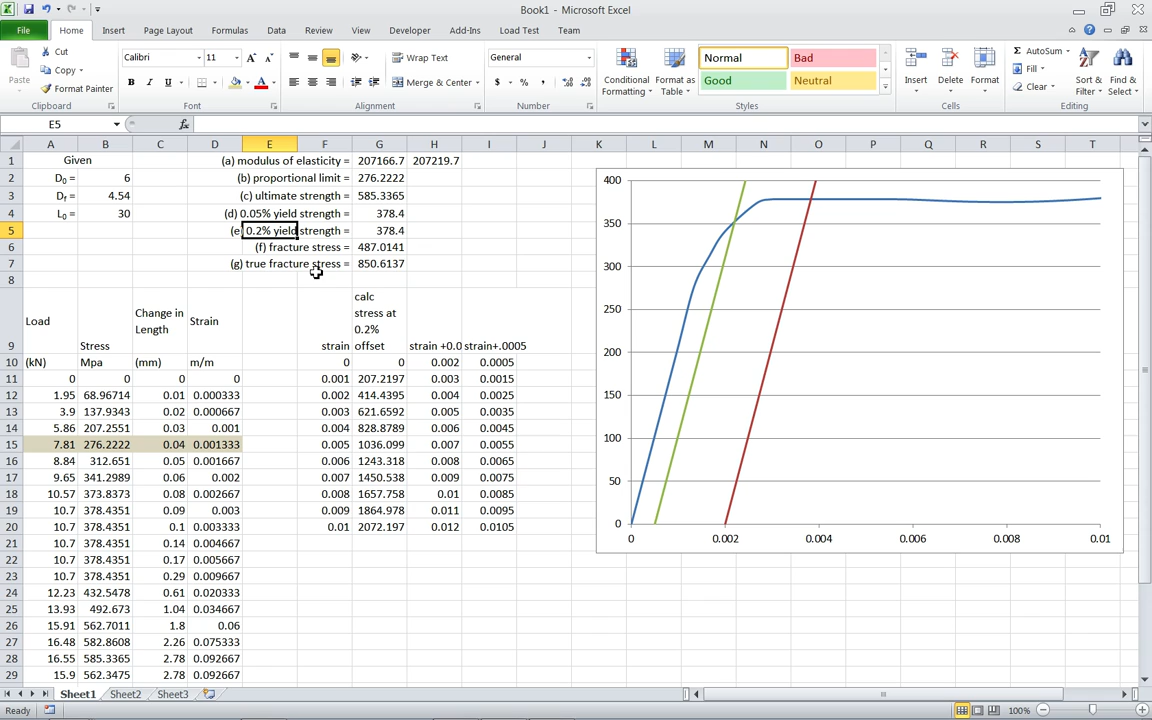 Book1 - Microsoft Excel
File Home Insert Page Layout Formulas Data Review View Developer Add-Ins Load Test Team
Paste Cut Copy Format Painter
Calibri 11 B I U A
Wrap Text Merge & Center
General $ % ,
Conditional Formatting Format as Table
Normal Bad Good Neutral
Insert Delete Format
AutoSum Fill Clear Sort & Filter Find & Select
Clipboard Font Alignment Number Styles Cells Editing
E5 fx
A B C D E F G H I J K L M N O P Q R S T
1 Given (a) modulus of elasticity = 207166.7 207219.7
2 D₀ = 6 (b) proportional limit = 276.2222
3 Df = 4.54 (c) ultimate strength = 585.3365
4 L₀ = 30 (d) 0.05% yield strength = 378.4
5 (e 0.2% yield strength = 378.4
6 (f) fracture stress = 487.0141
7 (g) true fracture stress = 850.6137
8
9 Load Stress Change in Length Strain strain calc stress at 0.2% offset strain +0.0 strain+.0005
10 (kN) Mpa (mm) m/m 0 0 0.002 0.0005
11 0 0 0 0 0.001 207.2197 0.003 0.0015
12 1.95 68.96714 0.01 0.000333 0.002 414.4395 0.004 0.0025
13 3.9 137.9343 0.02 0.000667 0.003 621.6592 0.005 0.0035
14 5.86 207.2551 0.03 0.001 0.004 828.8789 0.006 0.0045
15 7.81 276.2222 0.04 0.001333 0.005 1036.099 0.007 0.0055
16 8.84 312.651 0.05 0.001667 0.006 1243.318 0.008 0.0065
17 9.65 341.2989 0.06 0.002 0.007 1450.538 0.009 0.0075
18 10.57 373.8373 0.08 0.002667 0.008 1657.758 0.01 0.0085
19 10.7 378.4351 0.09 0.003 0.009 1864.978 0.011 0.0095
20 10.7 378.4351 0.1 0.003333 0.01 2072.197 0.012 0.0105
21 10.7 378.4351 0.14 0.004667
22 10.7 378.4351 0.17 0.005667
23 10.7 378.4351 0.29 0.009667
24 12.23 432.5478 0.61 0.020333
25 13.93 492.673 1.04 0.034667
26 15.91 562.7011 1.8 0.06
27 16.48 582.8608 2.26 0.075333
28 16.55 585.3365 2.78 0.092667
29 15.9 562.3475 2.78 0.092667
400
350
300
250
200
150
100
50
0
0 0.002 0.004 0.006 0.008 0.01
Sheet1 Sheet2 Sheet3
Ready 100%